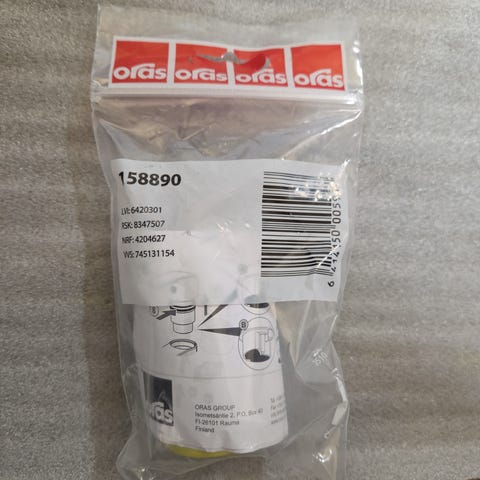 oras oras oras oras
158890
LVI: 6420301
RSK: 8347507
NRF: 4204627
VVS: 745131154
B
oras
ORAS GROUP
Isometsäntie 2, P.O. Box 40
FI-26101 Rauma
Finland